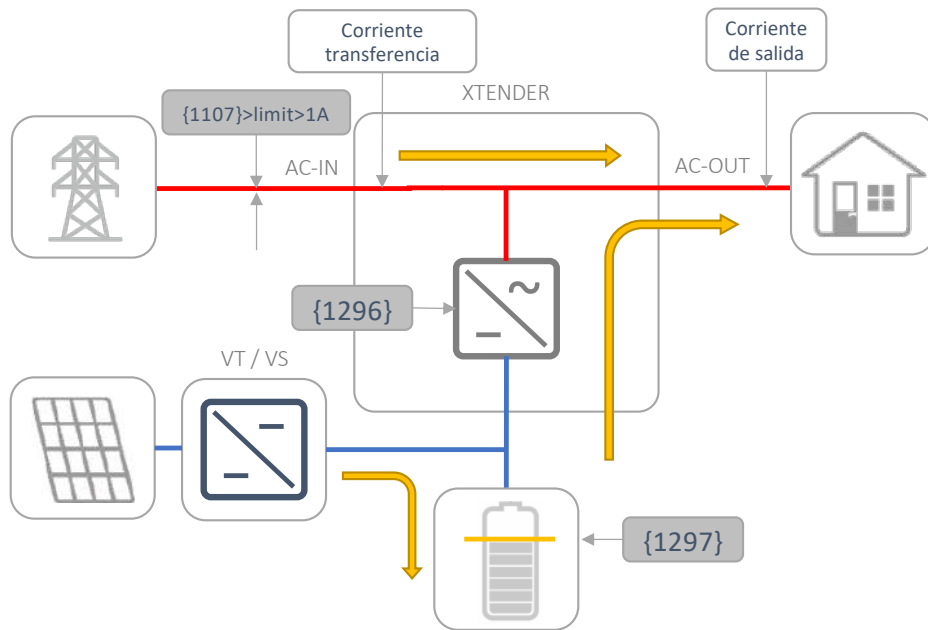 Corriente
transferencia
Corriente
de salida
XTENDER
{1107}>limit>1A
AC-IN
AC-OUT
{1296}
VT / VS
{1297}